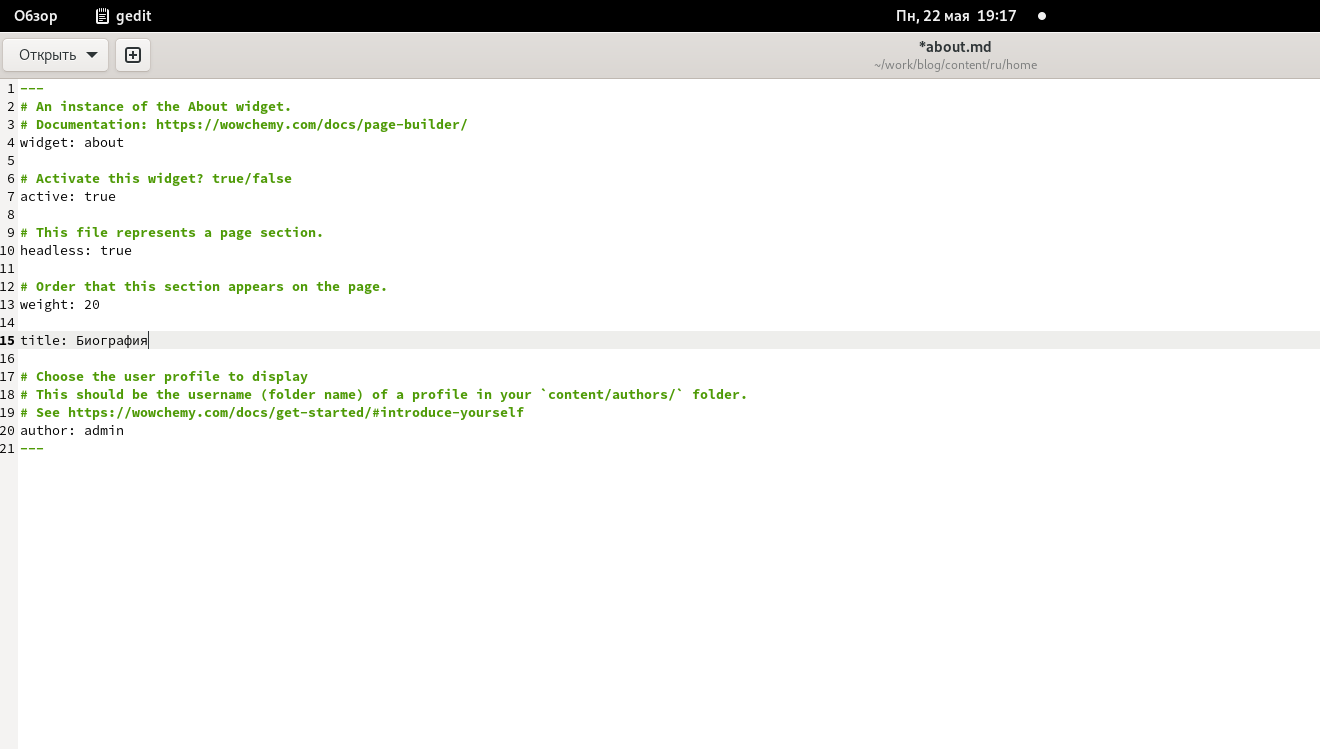 Обзор gedit Пн, 22 мая 19:17
Открыть *about.md
~/work/blog/content/ru/home
1 ---
2 # An instance of the About widget.
3 # Documentation: https://wowchemy.com/docs/page-builder/
4 widget: about
5
6 # Activate this widget? true/false
7 active: true
8
9 # This file represents a page section.
10 headless: true
11
12 # Order that this section appears on the page.
13 weight: 20
14
15 title: Биография
16
17 # Choose the user profile to display
18 # This should be the username (folder name) of a profile in your `content/authors/` folder.
19 # See https://wowchemy.com/docs/get-started/#introduce-yourself
20 author: admin
21 ---